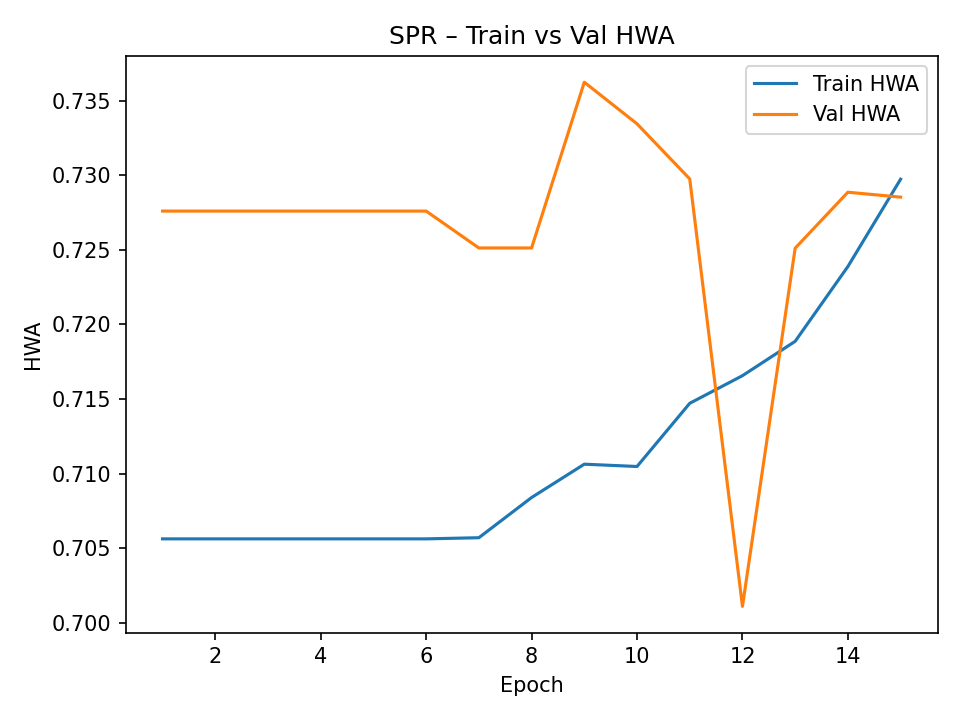 SPR – Train vs Val HWA
Train HWA
Val HWA
0.735
0.730
0.725
0.720
0.715
0.710
0.705
0.700
HWA
2 4 6 8 10 12 14
Epoch